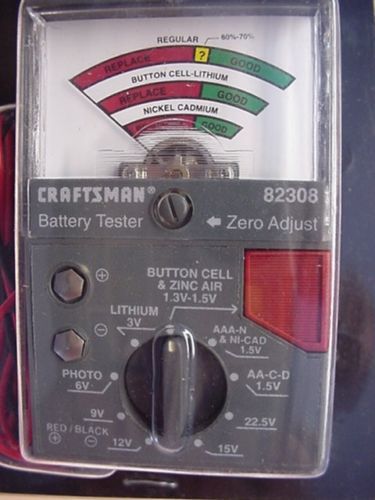 REGULAR 60%-70%
REPLACE ? GOOD
BUTTON CELL-LITHIUM
REPLACE GOOD
NICKEL CADMIUM
REPLACE GOOD
CRAFTSMAN® 82308
Battery Tester ← Zero Adjust
BUTTON CELL
& ZINC AIR
1.3V-1.5V
+
LITHIUM
3V
AAA-N
& NI-CAD
1.5V
−
PHOTO
6V
AA-C-D
1.5V
9V
22.5V
RED/BLACK
+ −
12V
15V